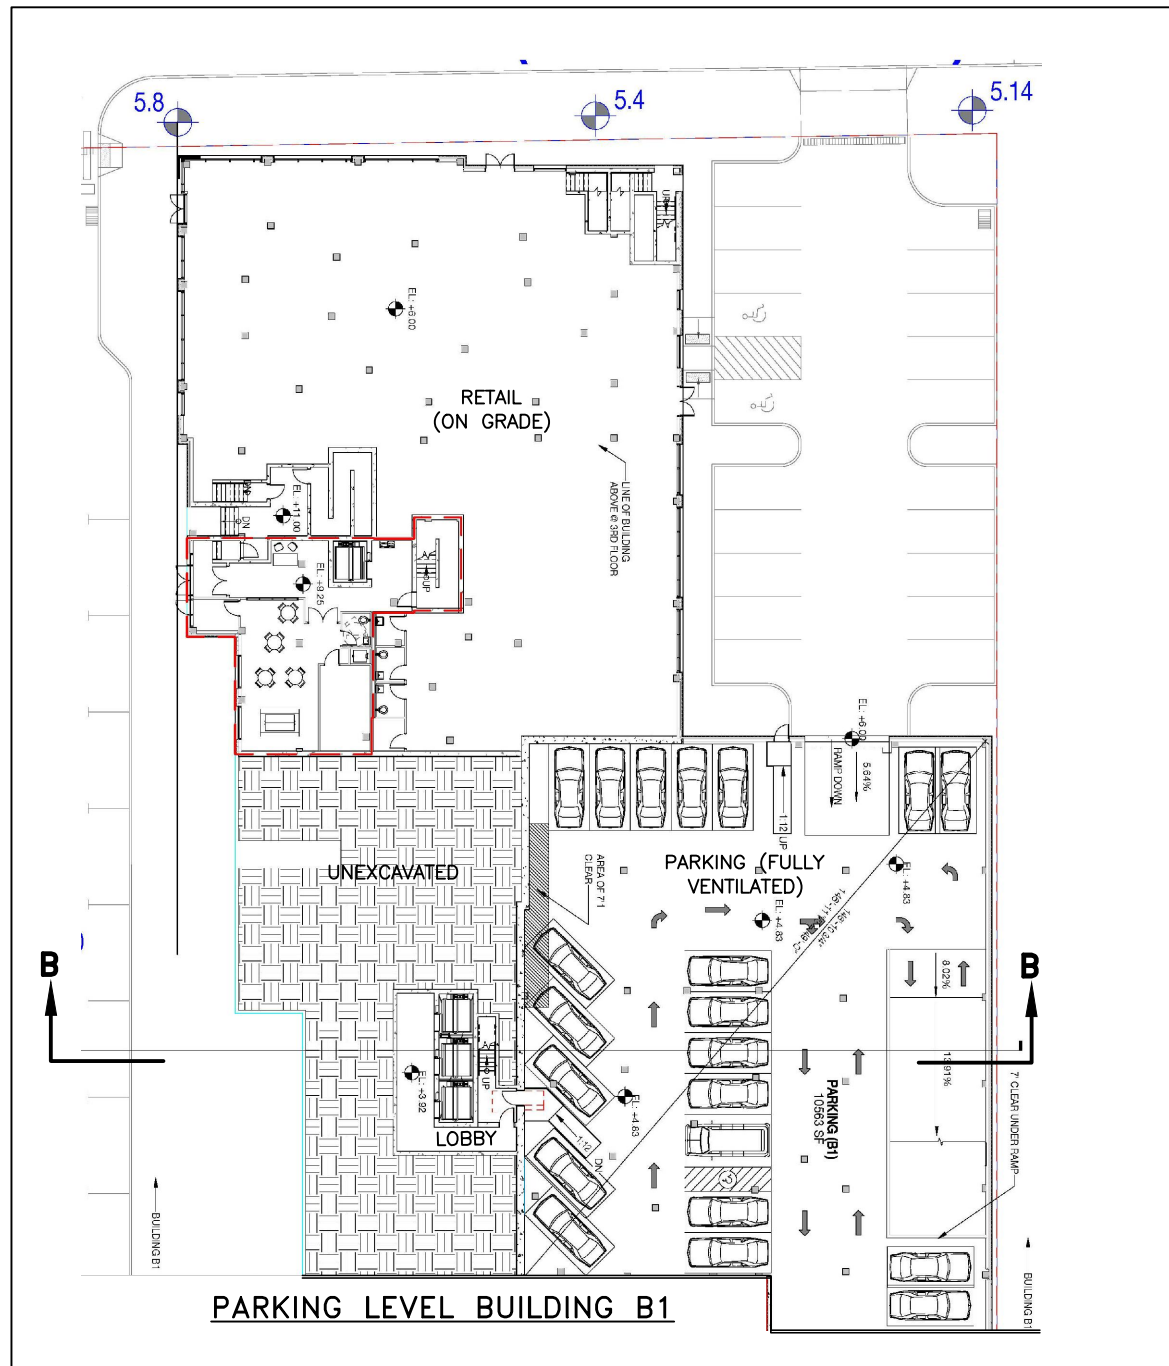 5.8
5.4
5.14
UP
EL: +6.00
RETAIL
(ON GRADE)
LINE OF BUILDING
ABOVE @ 3RD FLOOR
DN
EL: +11.00
DN
EL: +9.25
UP
EL: +6.00
5.64%
RAMP DOWN
1:12 UP
UNEXCAVATED
AREA OF 7'1
CLEAR
PARKING (FULLY
VENTILATED)
EL: +4.83
EL: +4.83
B
B
8.02%
13.91%
UP
EL: +3.92
LOBBY
EL: +4.83
1:12
DN
PARKING (B1)
10563 SF
7' CLEAR UNDER RAMP
BUILDING B1
BUILDING B1
PARKING LEVEL BUILDING B1